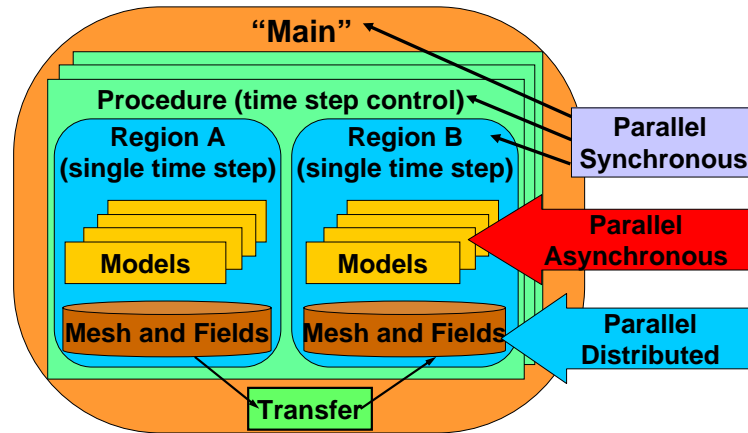 “Main”
Procedure (time step control)
Region A
(single time step)
Models
Mesh and Fields
Region B
(single time step)
Models
Mesh and Fields
Transfer
Parallel
Synchronous
Parallel
Asynchronous
Parallel
Distributed